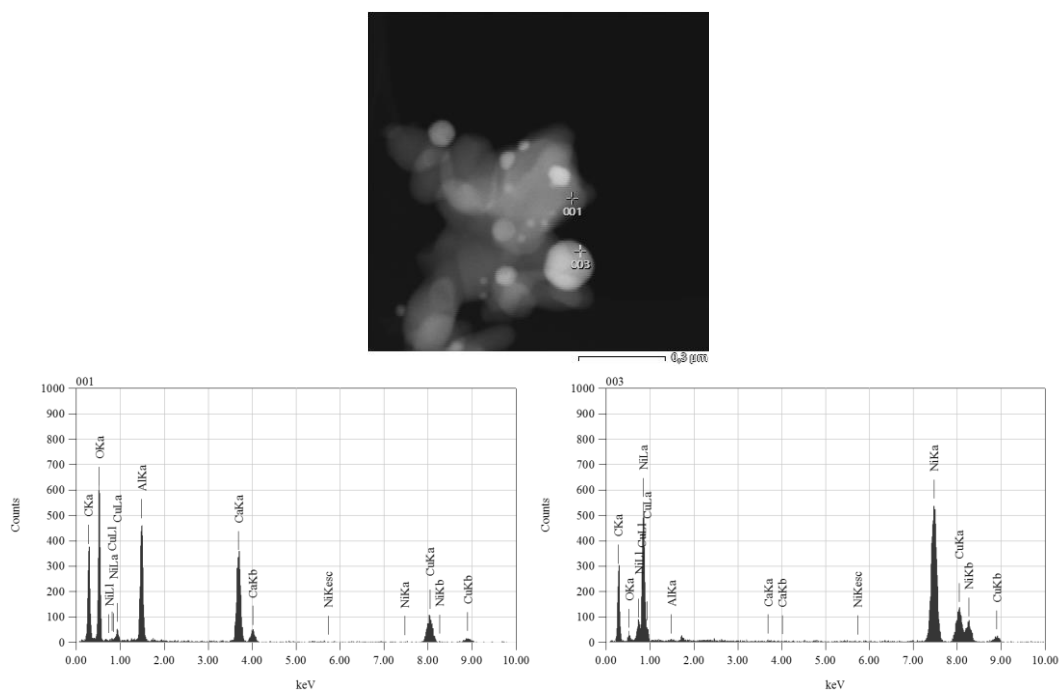 001
003
0,3 µm
001
1000
900
800
700
600
500
400
300
200
100
0
Counts
CKa
OKa
NiLl
NiLa
CuLl
CuLa
AlKa
CaKa
CaKb
NiKesc
NiKa
CuKa
NiKb
CuKb
0.00 1.00 2.00 3.00 4.00 5.00 6.00 7.00 8.00 9.00 10.00
keV
003
1000
900
800
700
600
500
400
300
200
100
0
Counts
CKa
OKa
NiLl
CuLl
NiLa
CuLa
AlKa
CaKa
CaKb
NiKesc
NiKa
CuKa
NiKb
CuKb
0.00 1.00 2.00 3.00 4.00 5.00 6.00 7.00 8.00 9.00 10.00
keV